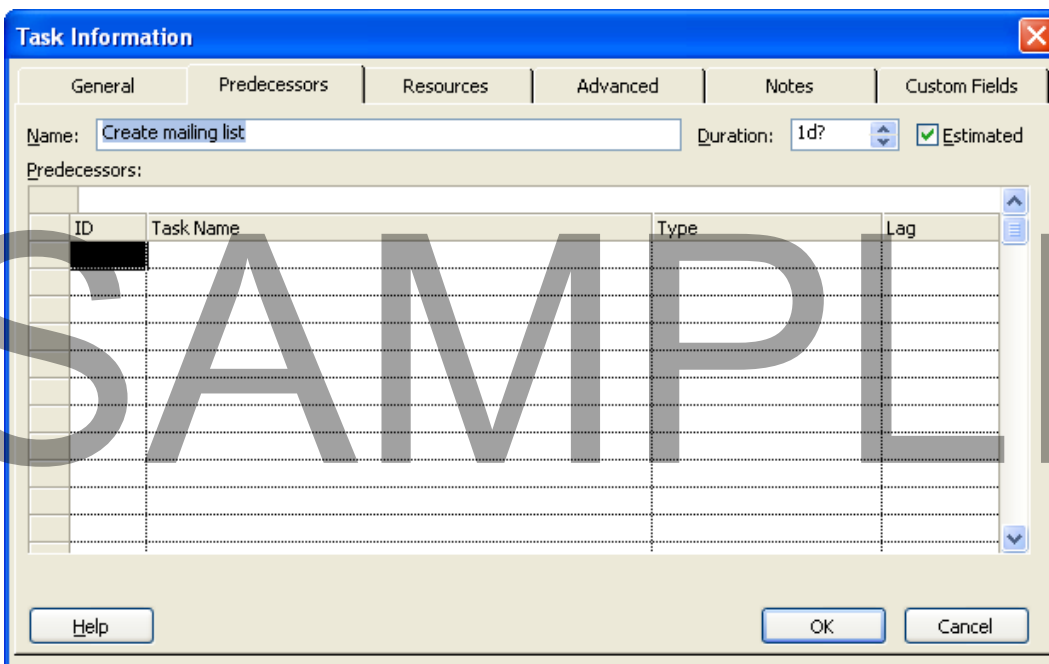 Task Information
General Predecessors Resources Advanced Notes Custom Fields
Name: Create mailing list Duration: 1d? Estimated
Predecessors:
ID Task Name Type Lag
SAMPL
Help OK Cancel